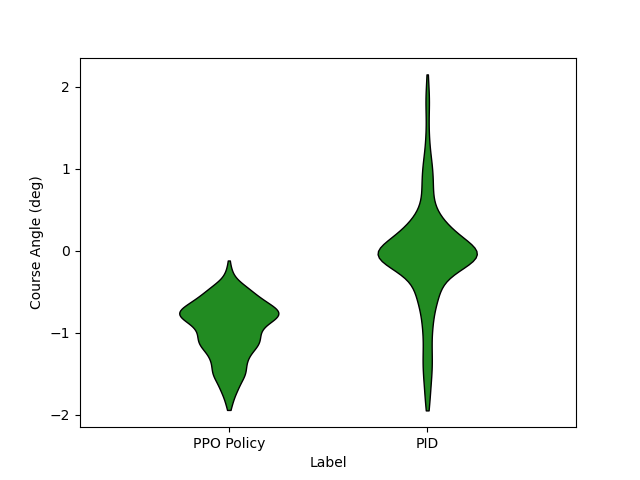 Course Angle (deg)
2
1
0
−1
−2
PPO Policy
PID
Label